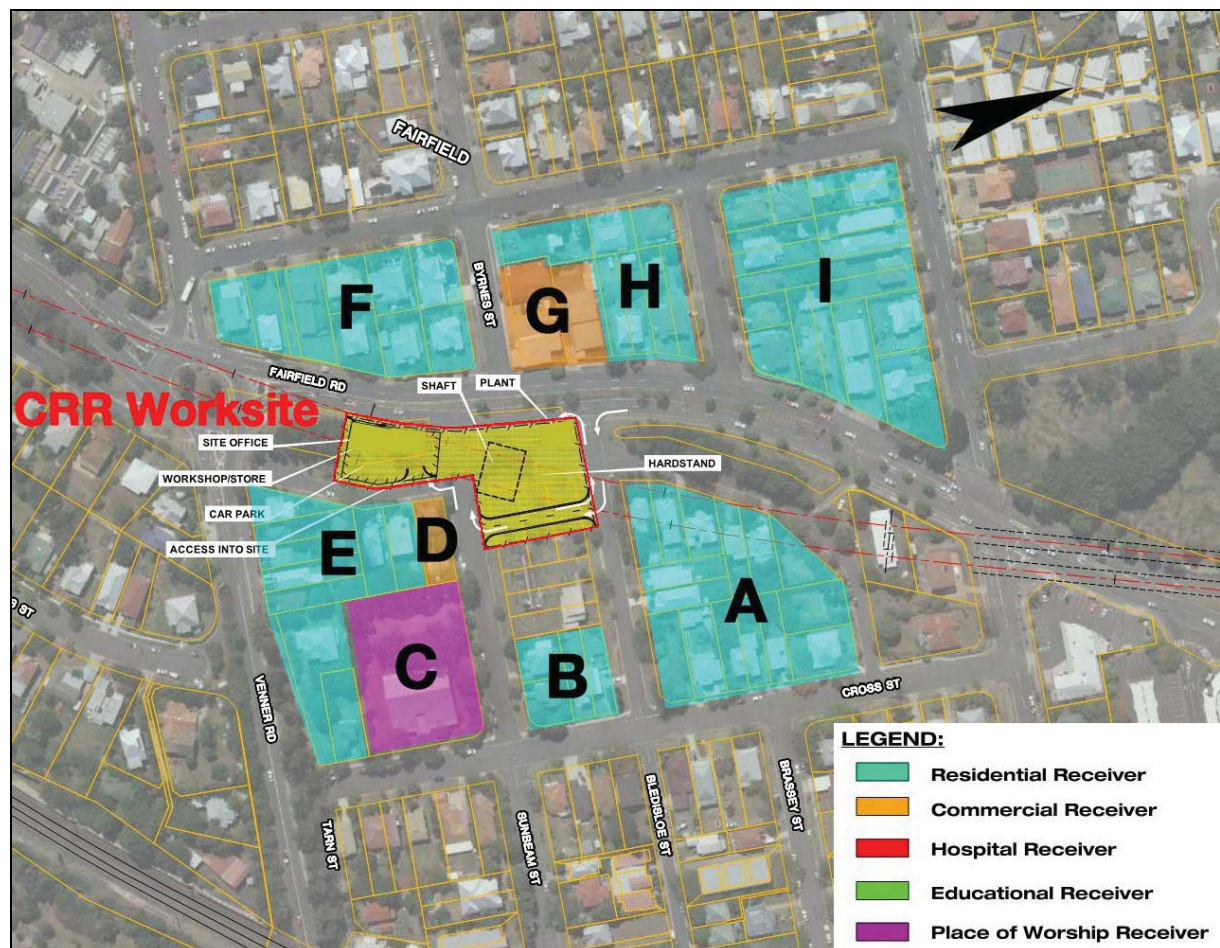 FAIRFIELD
BYRNES ST
F
G
H
I
FAIRFIELD RD
CRR Worksite
SHAFT
PLANT
SITE OFFICE
HARDSTAND
WORKSHOP/STORE
CAR PARK
ACCESS INTO SITE
E
D
A
C
B
VENNER RD
CROSS ST
TARN ST
SUNBEAM ST
BLEDISLOE ST
BRASSEY ST
LEGEND:
Residential Receiver
Commercial Receiver
Hospital Receiver
Educational Receiver
Place of Worship Receiver